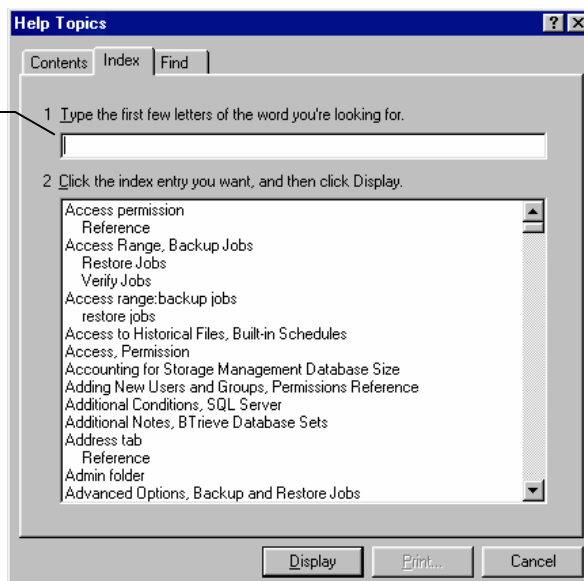 Help Topics
Contents Index Find
1 Type the first few letters of the word you're looking for.
2 Click the index entry you want, and then click Display.
Access permission
Reference
Access Range, Backup Jobs
Restore Jobs
Verify Jobs
Access range:backup jobs
restore jobs
Access to Historical Files, Built-in Schedules
Access, Permission
Accounting for Storage Management Database Size
Adding New Users and Groups, Permissions Reference
Additional Conditions, SQL Server
Additional Notes, BTrieve Database Sets
Address tab
Reference
Admin folder
Advanced Options, Backup and Restore Jobs
Display Print... Cancel